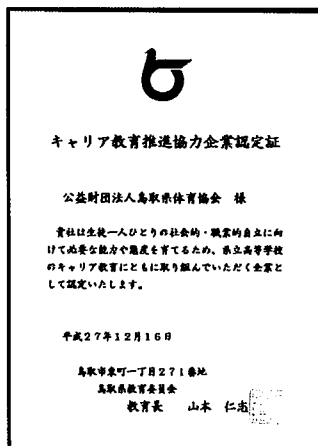 キャリア教育推進協力企業認定証
公益財団法人鳥取県体育協会 様
貴社は生徒一人ひとりの社会的・職業的自立に向
けて必要な能力や態度を育てるため、県立高等学校
のキャリア教育にともに取り組んでいただく企業と
して認定いたします。
平成27年12月16日
鳥取市東町一丁目271番地
鳥取県教育委員会
教育長 山本 仁志